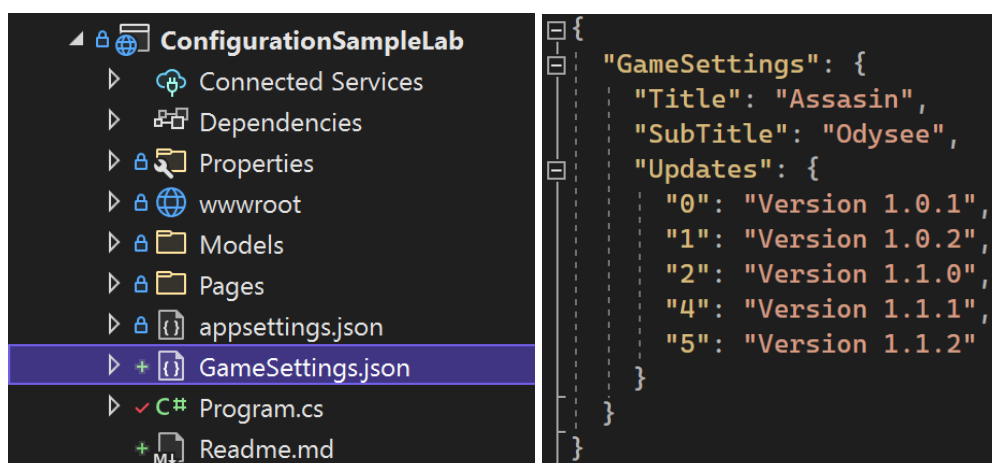 ConfigurationSampleLab
Connected Services
Dependencies
Properties
wwwroot
Models
Pages
appsettings.json
GameSettings.json
C# Program.cs
Readme.md
{
"GameSettings": {
"Title": "Assasin",
"SubTitle": "Odysee",
"Updates": {
"0": "Version 1.0.1",
"1": "Version 1.0.2",
"2": "Version 1.1.0",
"4": "Version 1.1.1",
"5": "Version 1.1.2"
}
}
}